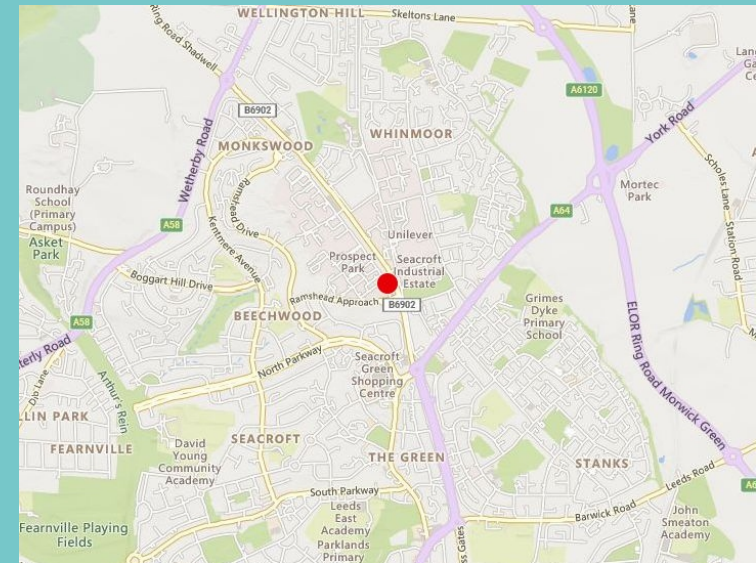 WELLINGTON HILL
Skeltons Lane
Ring Road Shadwell
A6120
B6902
WHINMOOR
York Road
MONKSWOOD
Wetherby Road
Ramstead Drive
Scholes Lane
Station Road
Roundhay
School
(Primary
Campus)
Mortec
Park
A64
A58
Asket
Park
Kentmere Avenue
Unilever
Prospect
Park
Seacroft
Industrial
Estate
Boggart Hill Drive
Ramshead Approach
B6902
BEECHWOOD
Grimes
Dyke
Primary
School
ELOR Ring Road Morwick Green
A58
North Parkway
Seacroft
Green
Shopping
Centre
Arthur's Rein
FEARNVILLE
David
Young
Community
Academy
SEACROFT
THE GREEN
STANKS
Leeds Road
South Parkway
Barwick Road
Leeds
East
Academy
Parklands
Primary
John
Smeaton
Academy
Fearnville Playing
Fields